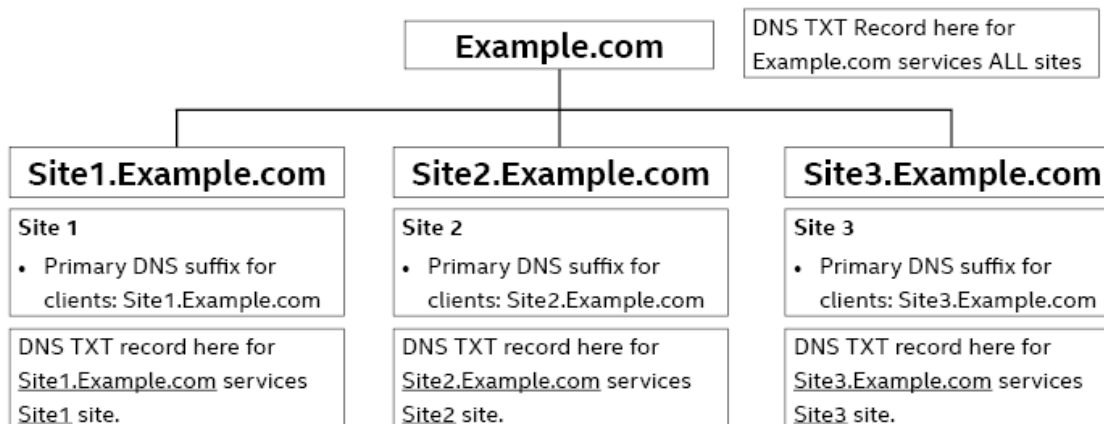 Example.com
DNS TXT Record here for
Example.com services ALL sites
Site1.Example.com
Site 1
• Primary DNS suffix for
clients: Site1.Example.com
DNS TXT record here for
Site1.Example.com services
Site1 site.
Site2.Example.com
Site 2
• Primary DNS suffix for
clients: Site2.Example.com
DNS TXT record here for
Site2.Example.com services
Site2 site.
Site3.Example.com
Site 3
• Primary DNS suffix for
clients: Site3.Example.com
DNS TXT record here for
Site3.Example.com services
Site3 site.